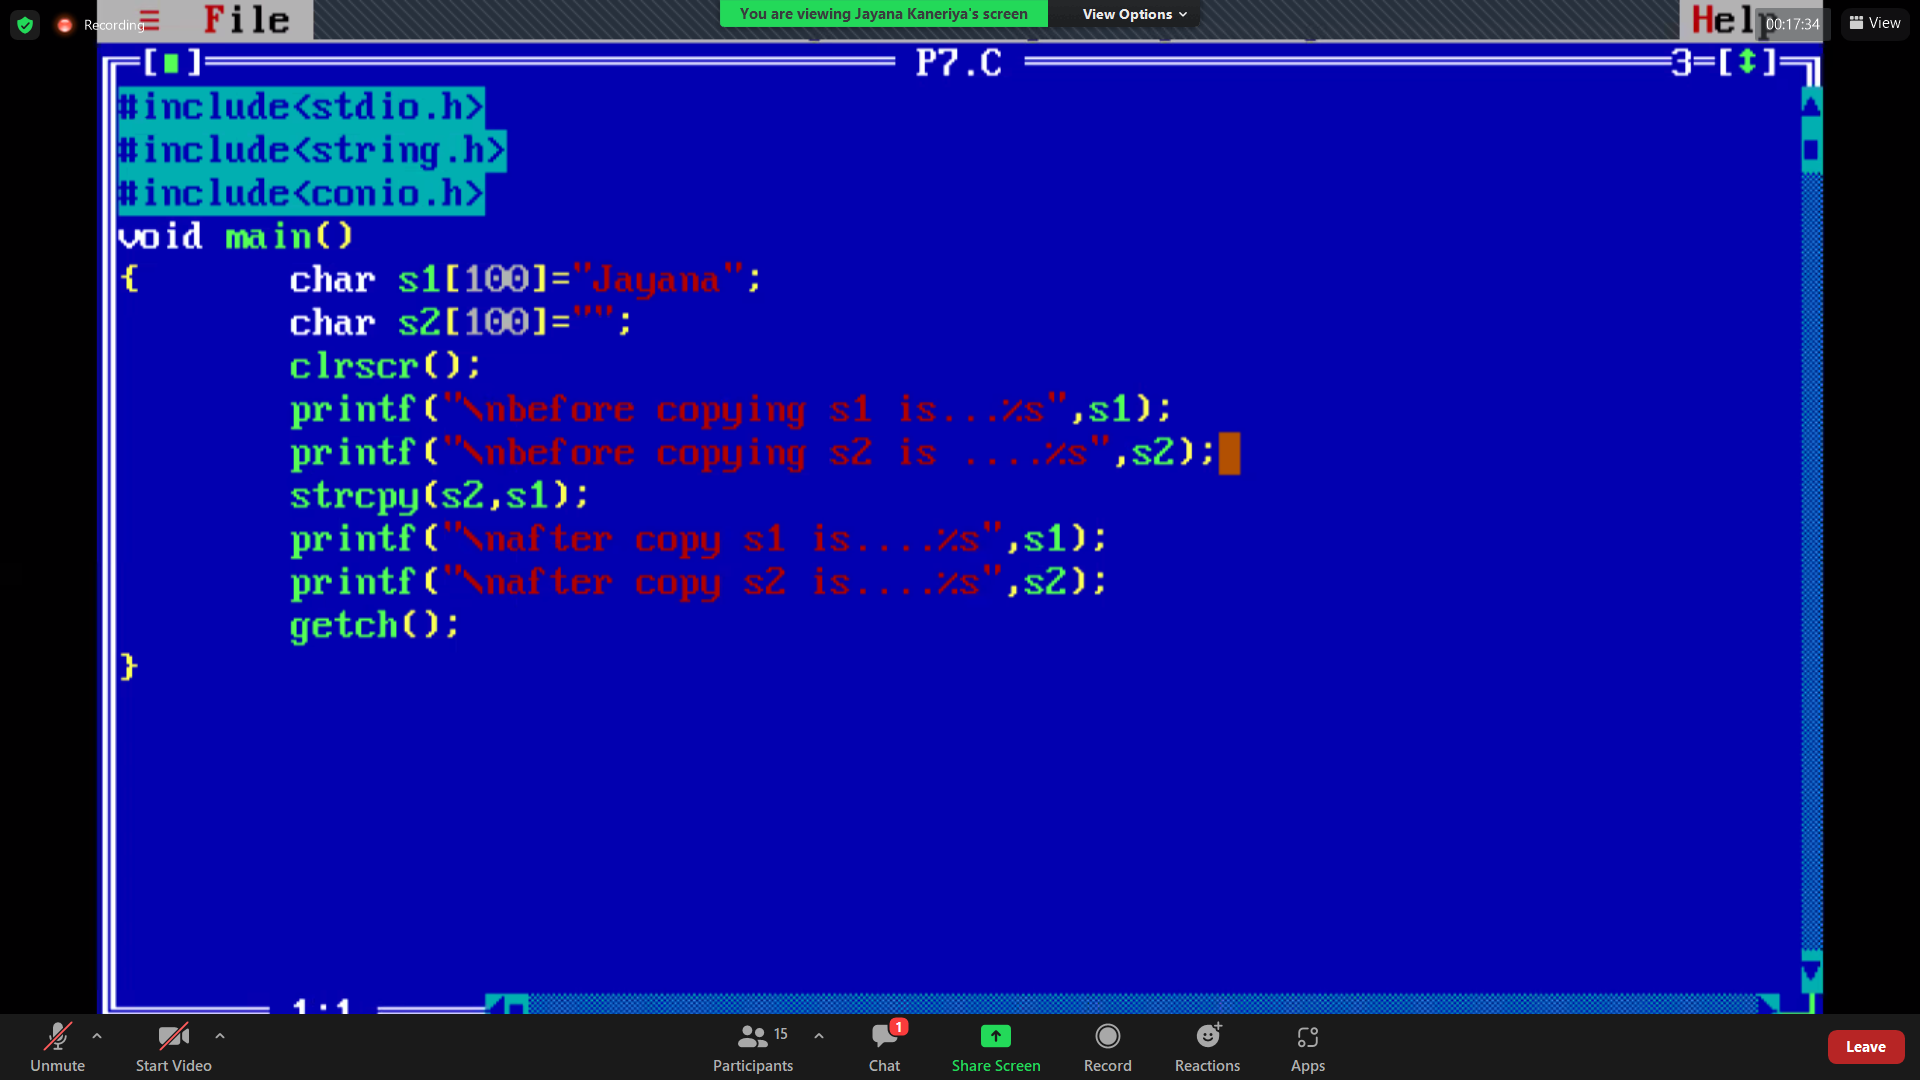 Recording
≡ File
You are viewing Jayana Kaneriya's screen
View Options
Help
00:17:34
View
[■] P7.C 3=[↕]
#include<stdio.h>
#include<string.h>
#include<conio.h>
void main()
{ char s1[100]="Jayana";
char s2[100]="";
clrscr();
printf("\nbefore copying s1 is...%s",s1);
printf("\nbefore copying s2 is ....%s",s2);
strcpy(s2,s1);
printf("\nafter copy s1 is....%s",s1);
printf("\nafter copy s2 is....%s",s2);
getch();
}
1:1
Unmute
Start Video
15
Participants
1
Chat
Share Screen
Record
Reactions
Apps
Leave